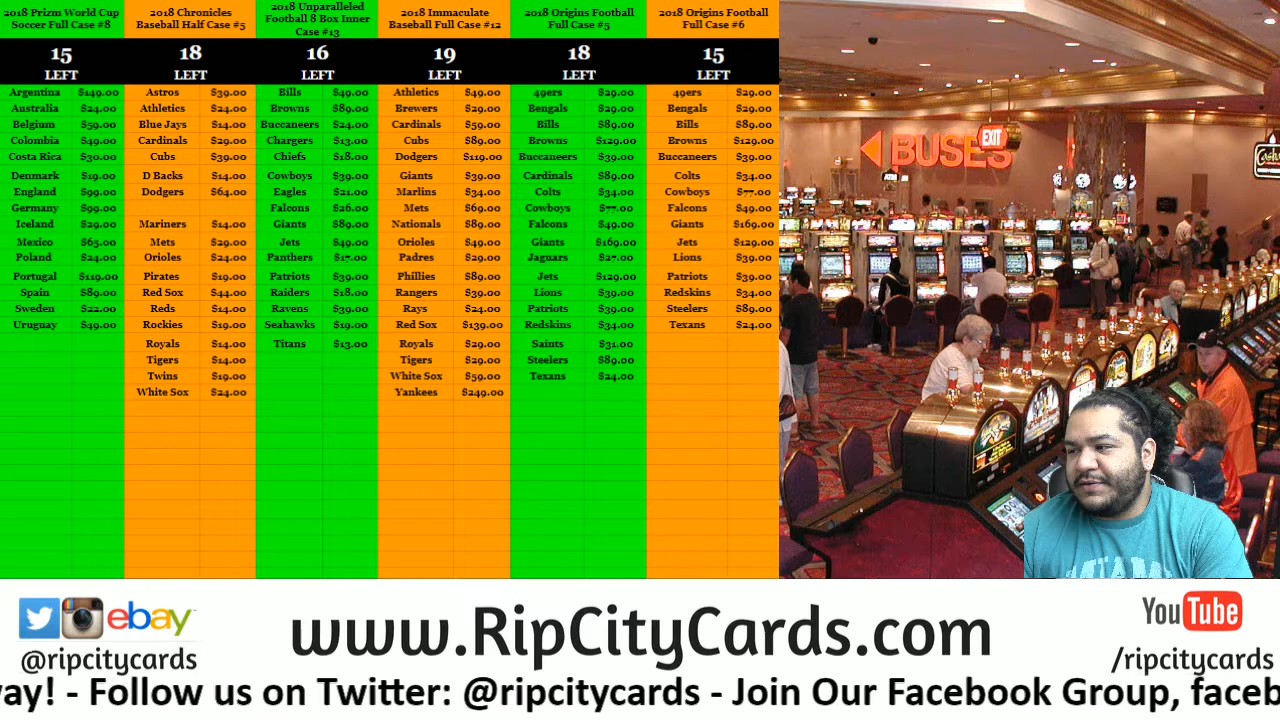 2018 Prizm World Cup
Soccer Full Case #8
15
LEFT
Argentina $149.00
Australia $24.00
Belgium $59.00
Colombia $49.00
Costa Rica $30.00
Denmark $19.00
England $99.00
Germany $99.00
Iceland $29.00
Mexico $65.00
Poland $24.00
Portugal $119.00
Spain $89.00
Sweden $22.00
Uruguay $49.00
2018 Chronicles
Baseball Half Case #5
18
LEFT
Astros $39.00
Athletics $24.00
Blue Jays $14.00
Cardinals $29.00
Cubs $39.00
D Backs $14.00
Dodgers $64.00
Mariners $14.00
Mets $29.00
Orioles $24.00
Pirates $19.00
Red Sox $44.00
Reds $14.00
Rockies $19.00
Royals $14.00
Tigers $14.00
Twins $19.00
White Sox $24.00
2018 Unparalleled
Football 8 Box Inner
Case #13
16
LEFT
Bills $49.00
Browns $89.00
Buccaneers $24.00
Chargers $13.00
Chiefs $18.00
Cowboys $39.00
Eagles $21.00
Falcons $26.00
Giants $89.00
Jets $49.00
Panthers $17.00
Patriots $39.00
Raiders $18.00
Ravens $39.00
Seahawks $19.00
Titans $13.00
2018 Immaculate
Baseball Full Case #12
19
LEFT
Athletics $49.00
Brewers $29.00
Cardinals $59.00
Cubs $89.00
Dodgers $119.00
Giants $39.00
Marlins $34.00
Mets $69.00
Nationals $89.00
Orioles $49.00
Padres $29.00
Phillies $89.00
Rangers $39.00
Rays $24.00
Red Sox $139.00
Royals $29.00
Tigers $29.00
White Sox $59.00
Yankees $249.00
2018 Origins Football
Full Case #5
18
LEFT
49ers $29.00
Bengals $29.00
Bills $89.00
Browns $129.00
Buccaneers $39.00
Cardinals $89.00
Colts $34.00
Cowboys $77.00
Falcons $49.00
Giants $169.00
Jaguars $27.00
Jets $129.00
Lions $39.00
Patriots $39.00
Redskins $34.00
Saints $31.00
Steelers $89.00
Texans $24.00
2018 Origins Football
Full Case #6
15
LEFT
49ers $29.00
Bengals $29.00
Bills $89.00
Browns $129.00
Buccaneers $39.00
Colts $34.00
Cowboys $77.00
Falcons $49.00
Giants $169.00
Jets $129.00
Lions $39.00
Patriots $39.00
Redskins $34.00
Steelers $89.00
Texans $24.00
BUSES
EXIT
ATM
ebay
@ripcitycards
www.RipCityCards.com
YouTube
/ripcitycards
vay! - Follow us on Twitter: @ripcitycards - Join Our Facebook Group, faceb